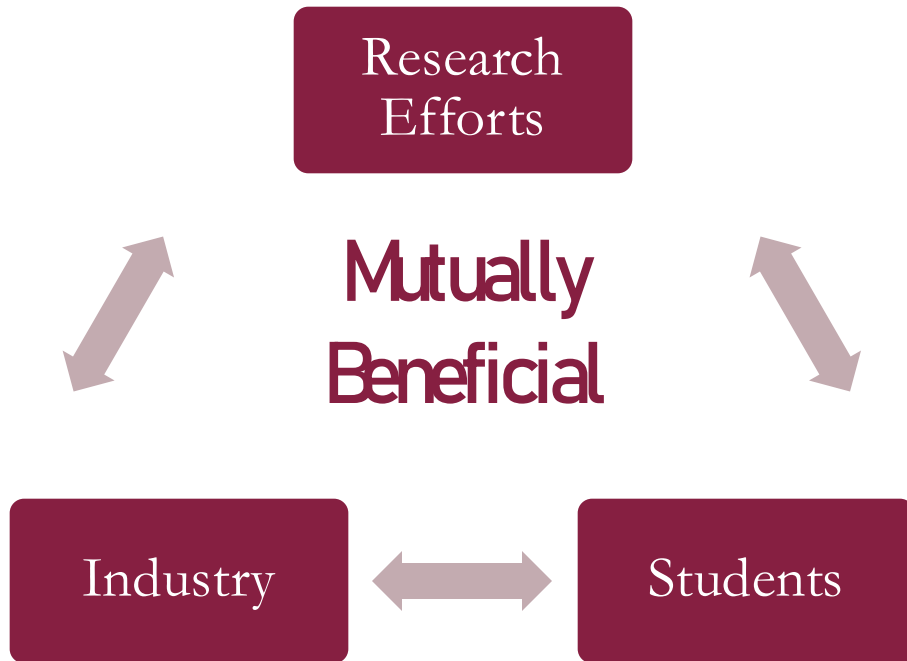 Research
Efforts
Mutually
Beneficial
Industry
Students